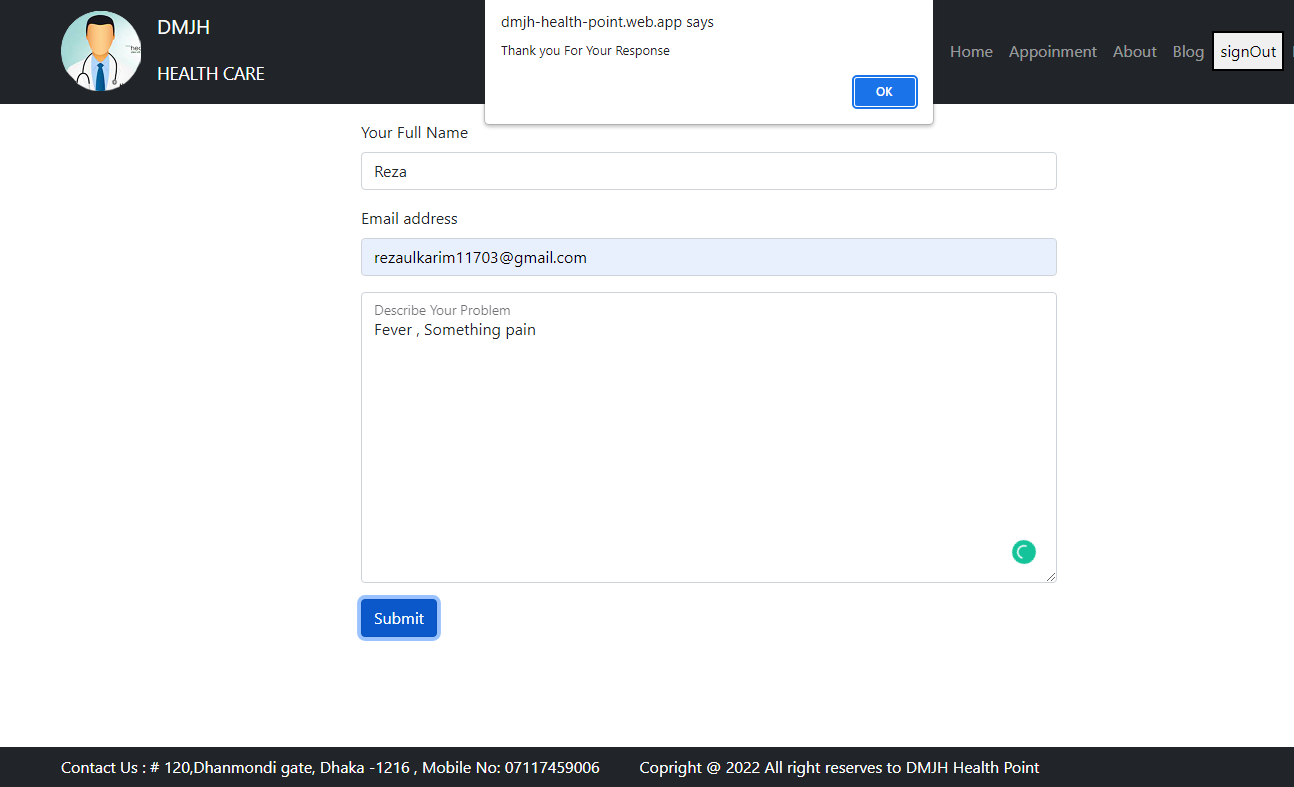 DMJH
HEALTH CARE
dmjh-health-point.web.app says
Thank you For Your Response
OK
Home Appoinment About Blog signOut
Your Full Name
Reza
Email address
rezaulkarim11703@gmail.com
Describe Your Problem
Fever , Something pain
Submit
Contact Us : # 120,Dhanmondi gate, Dhaka -1216 , Mobile No: 07117459006 Copright @ 2022 All right reserves to DMJH Health Point